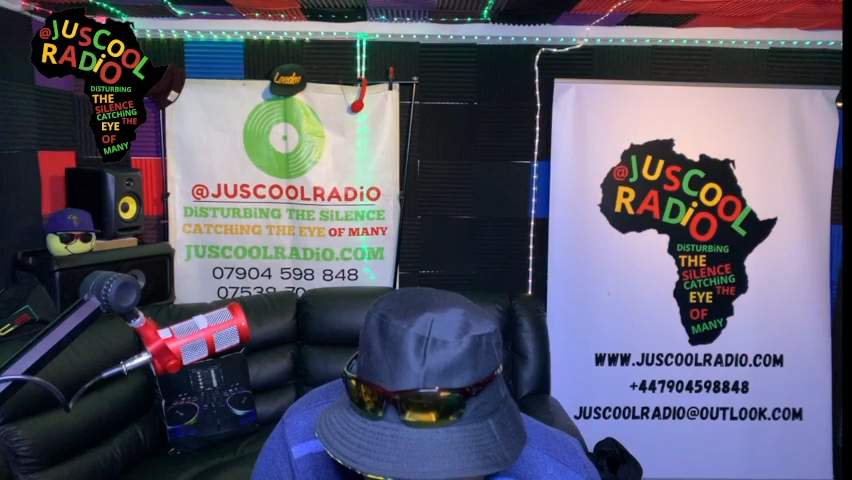 @JUSCOOL
RADiO
DISTURBiNG
THE
SiLENCE
CATCHiNG
EYE THE
OF
MANY
London
@JUSCOOLRADiO
DiSTURBiNG THE SiLENCE
CATCHiNG THE EYE OF MANY
JUSCOOLRADiO.COM
07904 598 848
07538 70
@JUSCOOL
RADiO
DiSTURBiNG
THE
SiLENCE
CATCHiNG
EYE THE
OF
MANY
WWW.JUSCOOLRADIO.COM
+447904598848
JUSCOOLRADIO@OUTLOOK.COM